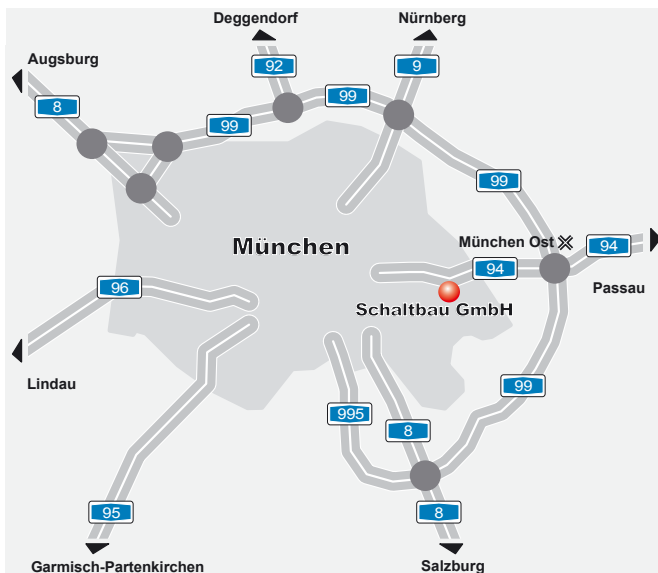 Deggendorf
Nürnberg
Augsburg
92
9
8
99
99
99
München
München Ost
94
94
Passau
96
Schaltbau GmbH
Lindau
99
995
8
95
8
Garmisch-Partenkirchen
Salzburg